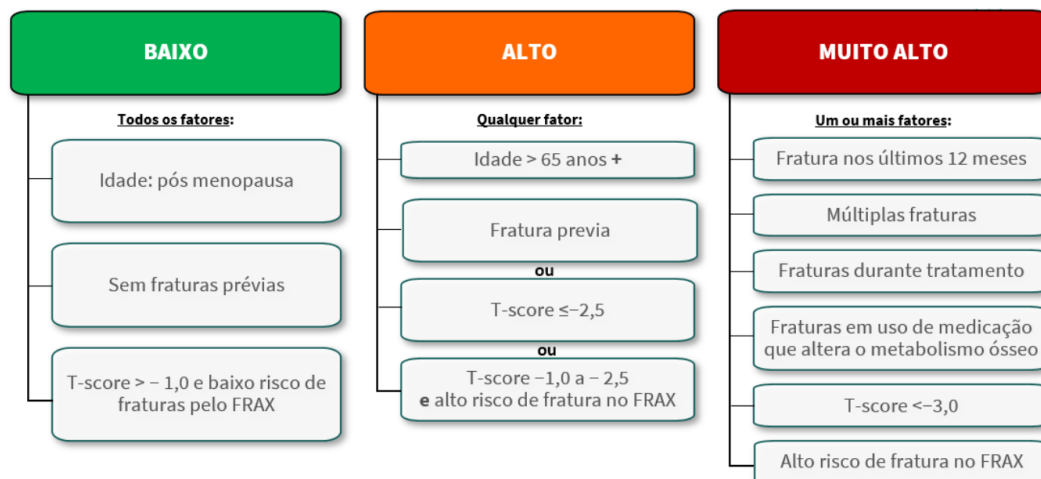 BAIXO
Todos os fatores:
Idade: pós menopausa
Sem fraturas prévias
T-score > − 1,0 e baixo risco de
fraturas pelo FRAX
ALTO
Qualquer fator:
Idade > 65 anos +
Fratura previa
ou
T-score ≤−2,5
ou
T-score −1,0 a − 2,5
e alto risco de fratura no FRAX
MUITO ALTO
Um ou mais fatores:
Fratura nos últimos 12 meses
Múltiplas fraturas
Fraturas durante tratamento
Fraturas em uso de medicação
que altera o metabolismo ósseo
T-score <−3,0
Alto risco de fratura no FRAX